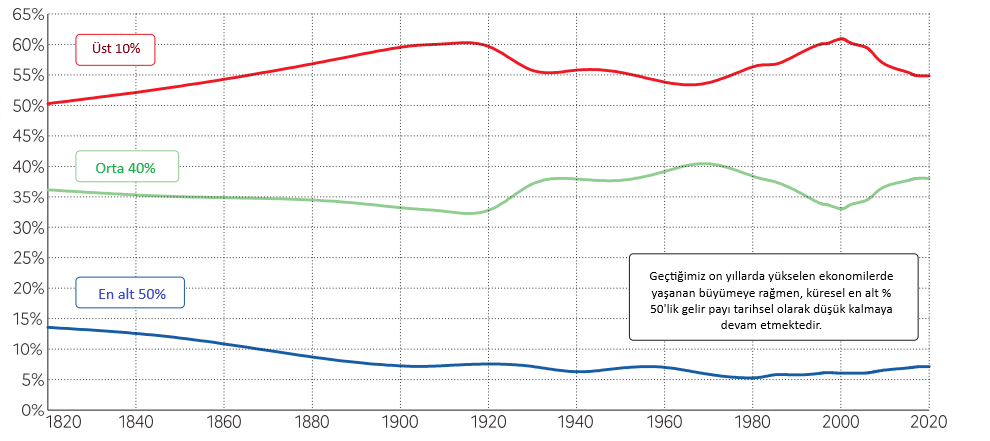 65%
60%
55%
50%
45%
40%
35%
30%
25%
20%
15%
10%
5%
0%
Üst 10%
Orta 40%
En alt 50%
Geçtiğimiz on yıllarda yükselen ekonomilerde
yaşanan büyümeye rağmen, küresel en alt %
50'lik gelir payı tarihsel olarak düşük kalmaya
devam etmektedir.
1820 1840 1860 1880 1900 1920 1940 1960 1980 2000 2020